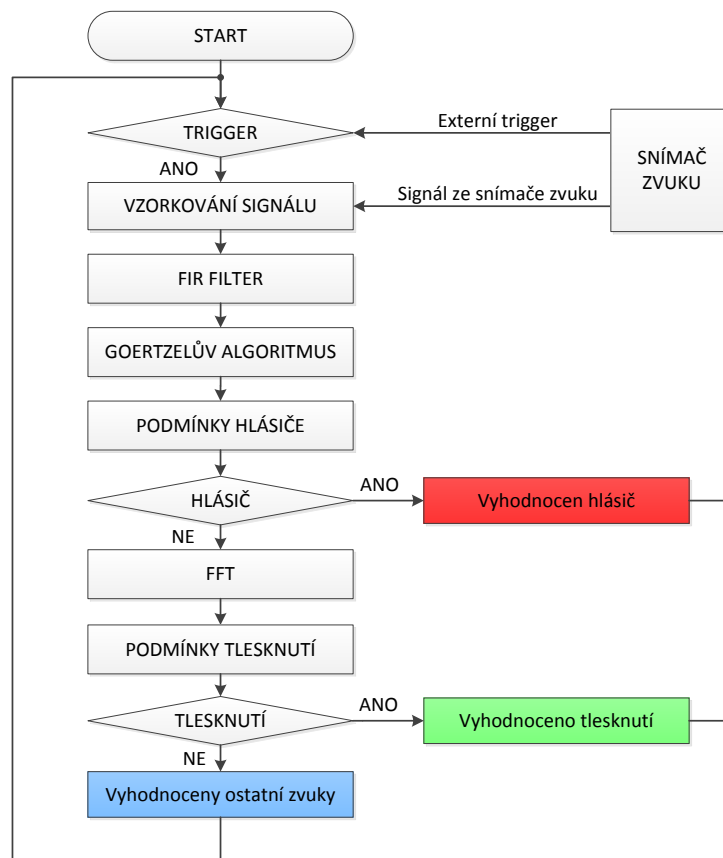 START
TRIGGER
Externí trigger
SNÍMAČ
ZVUKU
ANO
VZORKOVÁNÍ SIGNÁLU
Signál ze snímače zvuku
FIR FILTER
GOERTZELŮV ALGORITMUS
PODMÍNKY HLÁSIČE
HLÁSIČ
ANO
Vyhodnocen hlásič
NE
FFT
PODMÍNKY TLESKNUTÍ
TLESKNUTÍ
ANO
Vyhodnoceno tlesknutí
NE
Vyhodnoceny ostatní zvuky